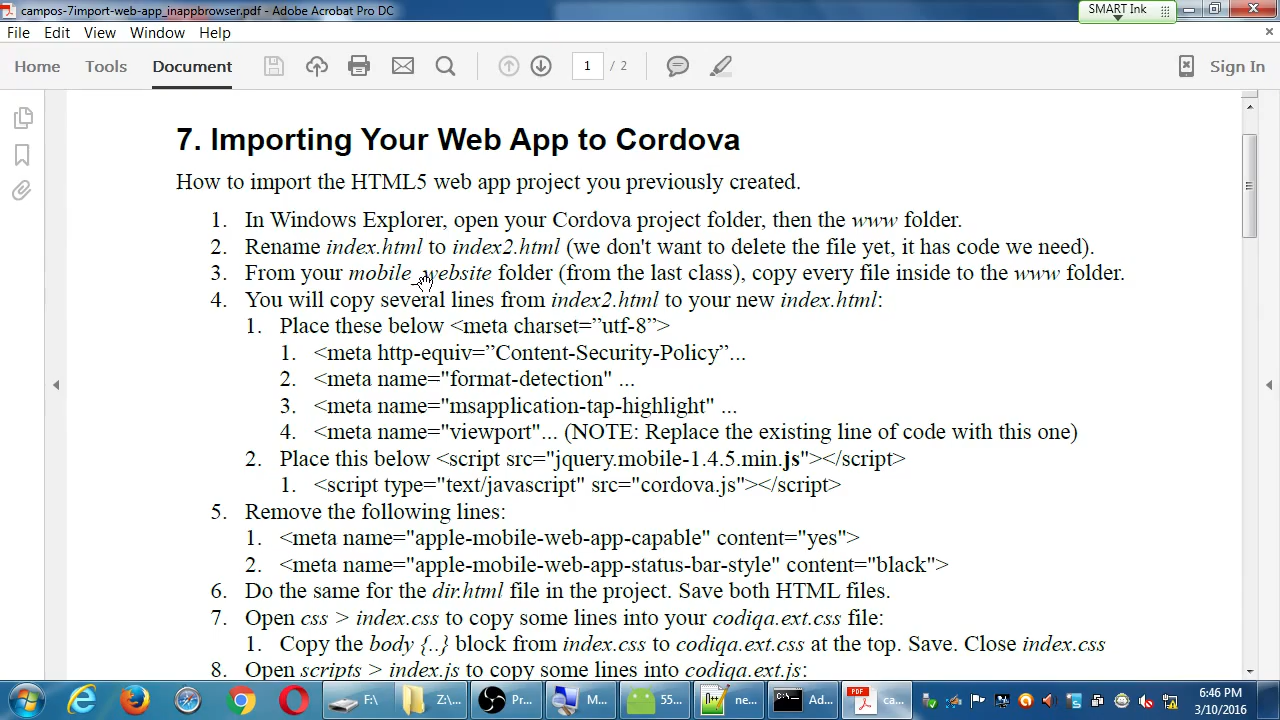 campos-7import-web-app_inappbrowser.pdf - Adobe Acrobat Pro DC
SMART Ink
File Edit View Window Help
Home Tools Document 1 / 2 Sign In
7. Importing Your Web App to Cordova
How to import the HTML5 web app project you previously created.
1. In Windows Explorer, open your Cordova project folder, then the www folder.
2. Rename index.html to index2.html (we don't want to delete the file yet, it has code we need).
3. From your mobile_website folder (from the last class), copy every file inside to the www folder.
4. You will copy several lines from index2.html to your new index.html:
1. Place these below <meta charset=”utf-8”>
1. <meta http-equiv=”Content-Security-Policy”...
2. <meta name="format-detection" ...
3. <meta name="msapplication-tap-highlight" ...
4. <meta name="viewport"... (NOTE: Replace the existing line of code with this one)
2. Place this below <script src="jquery.mobile-1.4.5.min.js"></script>
1. <script type="text/javascript" src="cordova.js"></script>
5. Remove the following lines:
1. <meta name="apple-mobile-web-app-capable" content="yes">
2. <meta name="apple-mobile-web-app-status-bar-style" content="black">
6. Do the same for the dir.html file in the project. Save both HTML files.
7. Open css > index.css to copy some lines into your codiqa.ext.css file:
1. Copy the body {..} block from index.css to codiqa.ext.css at the top. Save. Close index.css
8. Open scripts > index.js to copy some lines into codiqa.ext.js:
F:\ Z:\... Pr... M... 55... ne... Ad... ca...
6:46 PM
3/10/2016